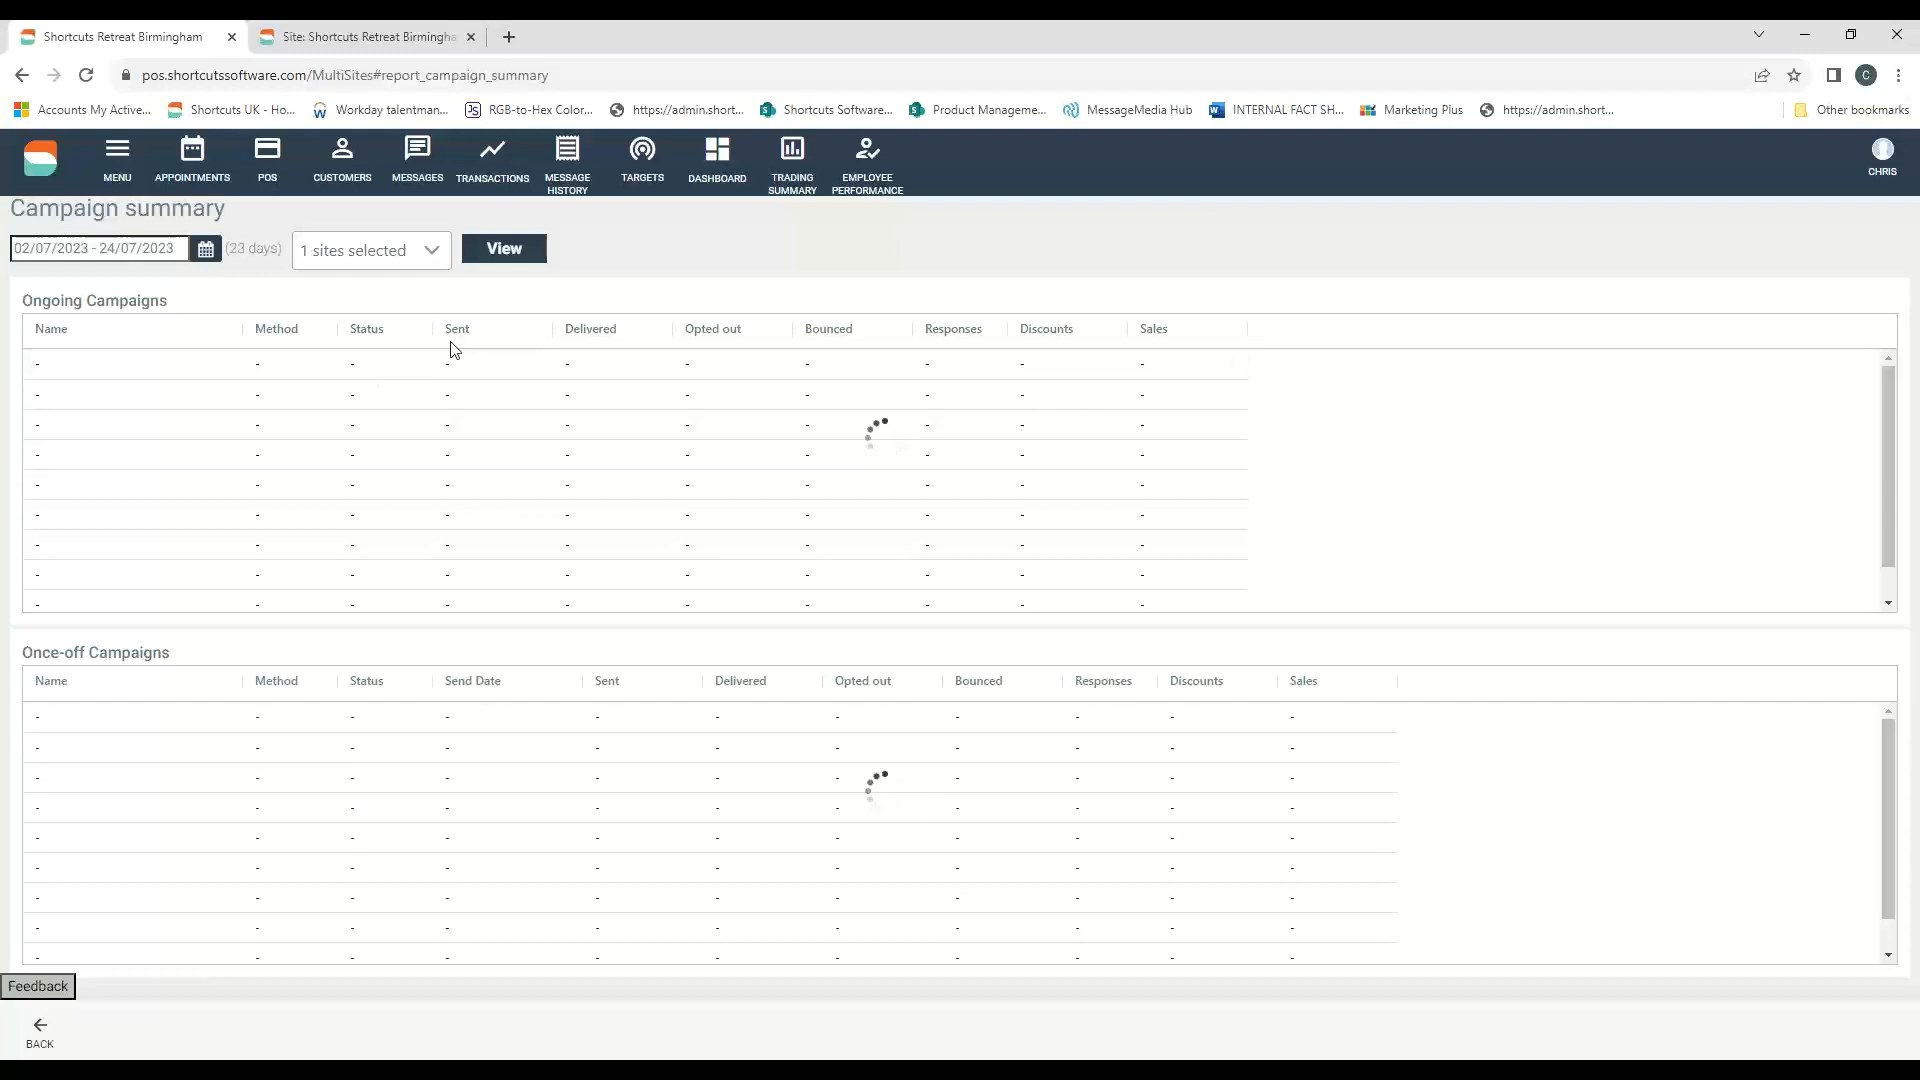 Shortcuts Retreat Birmingham
Site: Shortcuts Retreat Birmingha
pos.shortcutssoftware.com/MultiSites#report_campaign_summary
C
Accounts My Active...
Shortcuts UK - Ho...
Workday talentman...
JS
RGB-to-Hex Color...
https://admin.short...
Shortcuts Software...
Product Manageme...
MessageMedia Hub
INTERNAL FACT SH...
Marketing Plus
https://admin.short...
Other bookmarks
MENU
APPOINTMENTS
POS
CUSTOMERS
MESSAGES
TRANSACTIONS
MESSAGE HISTORY
TARGETS
DASHBOARD
TRADING SUMMARY
EMPLOYEE PERFORMANCE
CHRIS
Campaign summary
02/07/2023 - 24/07/2023
(23 days)
1 sites selected
View
Ongoing Campaigns
Name Method Status Sent Delivered Opted out Bounced Responses Discounts Sales
- - - - - - - - - -
- - - - - - - - - -
- - - - - - - - -
- - - - - - - - - -
- - - - - - - - - -
- - - - - - - - - -
- - - - - - - - - -
- - - - - - - - - -
- - - - - - - - - -
Once-off Campaigns
Name Method Status Send Date Sent Delivered Opted out Bounced Responses Discounts Sales
- - - - - - - - - - -
- - - - - - - - - - -
- - - - - - - - - - -
- - - - - - - - - - -
- - - - - - - - - - -
- - - - - - - - - - -
- - - - - - - - - - -
- - - - - - - - - - -
- - - - - - - - - - -
Feedback
BACK